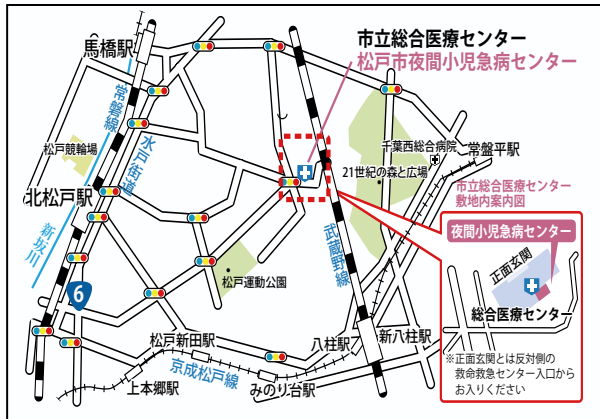 市立総合医療センター
松戸市夜間小児急病センター
馬橋駅
常磐線
水戸街道
松戸競輪場
北松戸駅
新坂川
6
千葉西総合病院
常盤平駅
21世紀の森と広場
武蔵野線
松戸運動公園
松戸新田駅
八柱駅
新八柱駅
京成松戸線
上本郷駅
みのり台駅
市立総合医療センター
敷地内案内図
夜間小児急病センター
正面玄関
総合医療センター
※正面玄関とは反対側の
救命救急センター入口から
お入りください